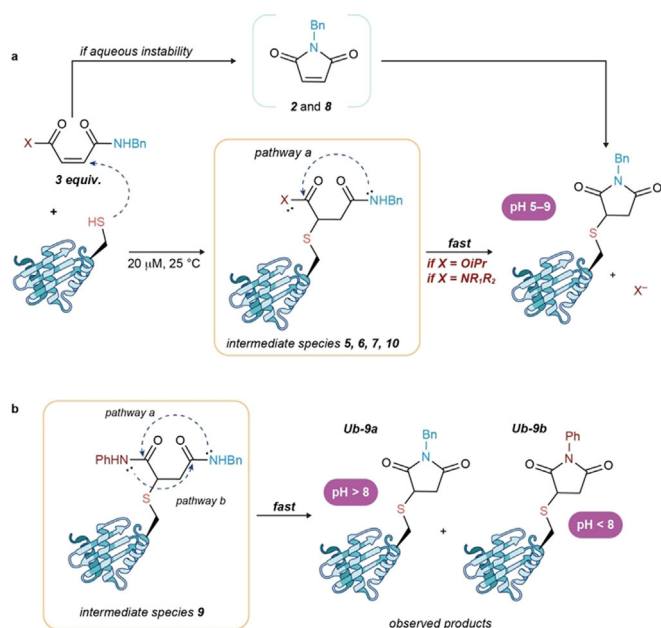 a
if aqueous instability
Bn
N
O
O
2 and 8
O
O
X
NHBn
3 equiv.
+
HS
20 μM, 25 °C
pathway a
O
O
X
NHBn
S
intermediate species 5, 6, 7, 10
fast
if X = OiPr
if X = NR₁R₂
pH 5–9
Bn
N
O
O
S
+
X⁻
b
pathway a
O
O
PhHN
NHBn
S
pathway b
intermediate species 9
fast
Ub-9a
Bn
N
O
O
pH > 8
S
+
Ub-9b
Ph
N
O
O
S
pH < 8
observed products